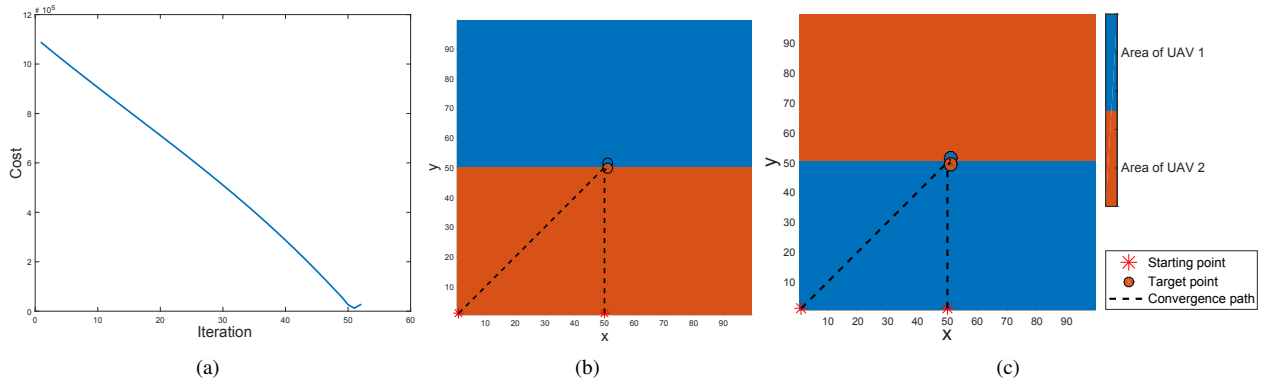 12 # 10^5
10
8
6
4
2
0
0 10 20 30 40 50 60
Cost
Iteration
(a)
90
80
70
60
50
40
30
20
10
10 20 30 40 50 60 70 80 90
y
x
(b)
90
80
70
60
50
40
30
20
10
10 20 30 40 50 60 70 80 90
y
x
(c)
Area of UAV 1
Area of UAV 2
Starting point
Target point
Convergence path